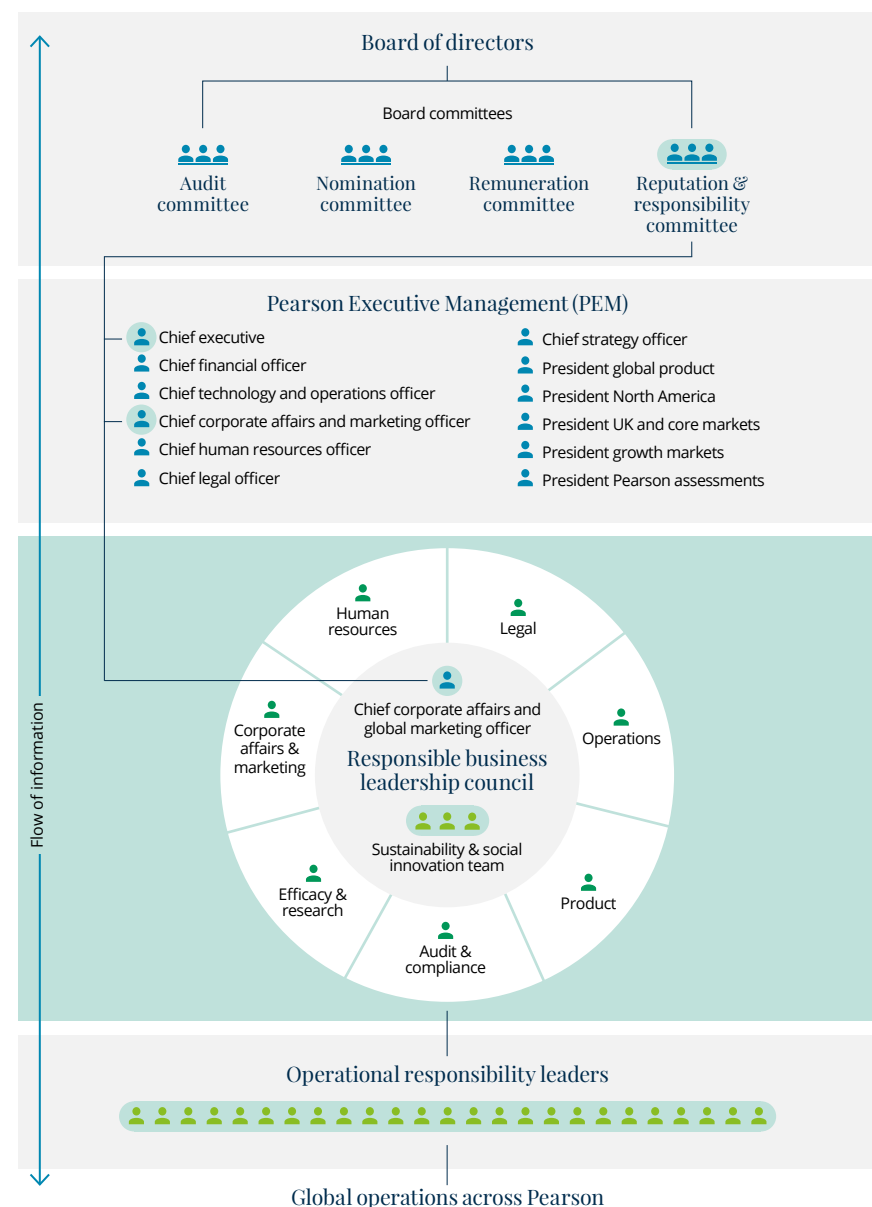 Board of directors
Board committees
Audit
committee
Nomination
committee
Remuneration
committee
Reputation &
responsibility
committee
Pearson Executive Management (PEM)
Chief executive
Chief financial officer
Chief technology and operations officer
Chief corporate affairs and marketing officer
Chief human resources officer
Chief legal officer
Chief strategy officer
President global product
President North America
President UK and core markets
President growth markets
President Pearson assessments
Flow of information
Human
resources
Legal
Corporate
affairs &
marketing
Operations
Chief corporate affairs and
global marketing officer
Responsible business
leadership council
Sustainability & social
innovation team
Efficacy &
research
Product
Audit &
compliance
Operational responsibility leaders
Global operations across Pearson